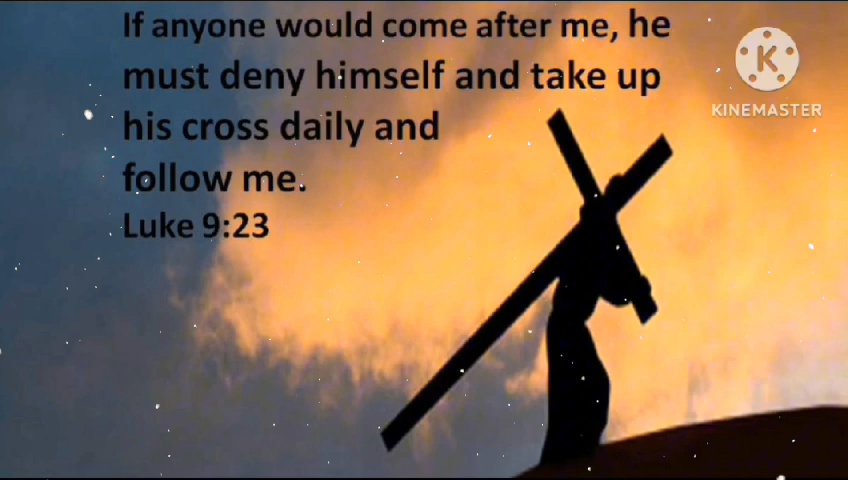 If anyone would come after me, he
must deny himself and take up
his cross daily and
follow me.
Luke 9:23
K
KINEMASTER